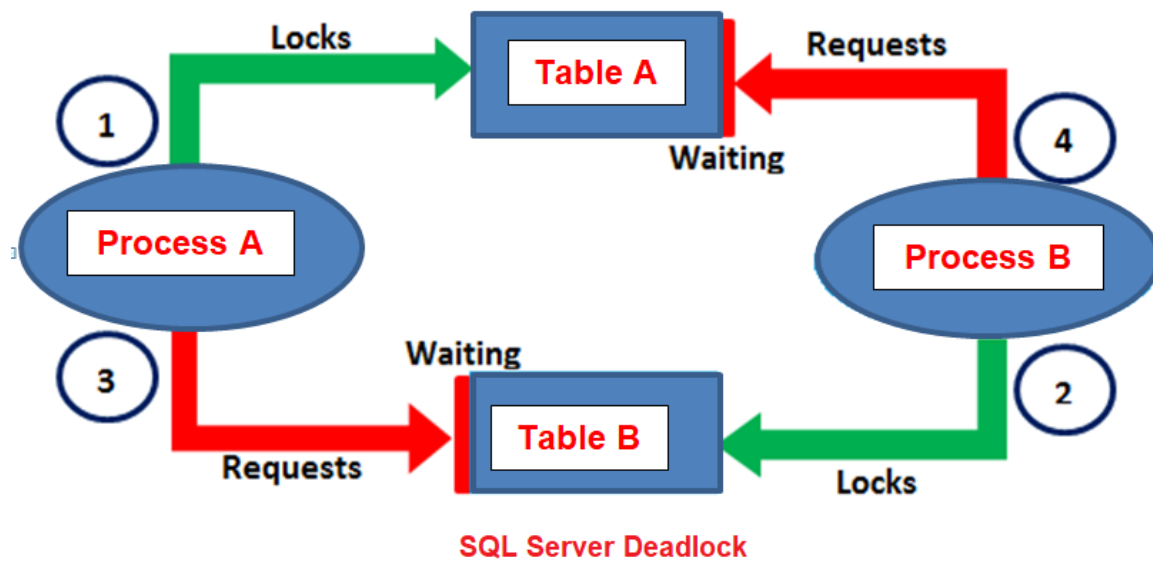 Locks
Table A
Requests
1
Waiting
4
Process A
Process B
3
Waiting
2
Table B
Requests
Locks
SQL Server Deadlock